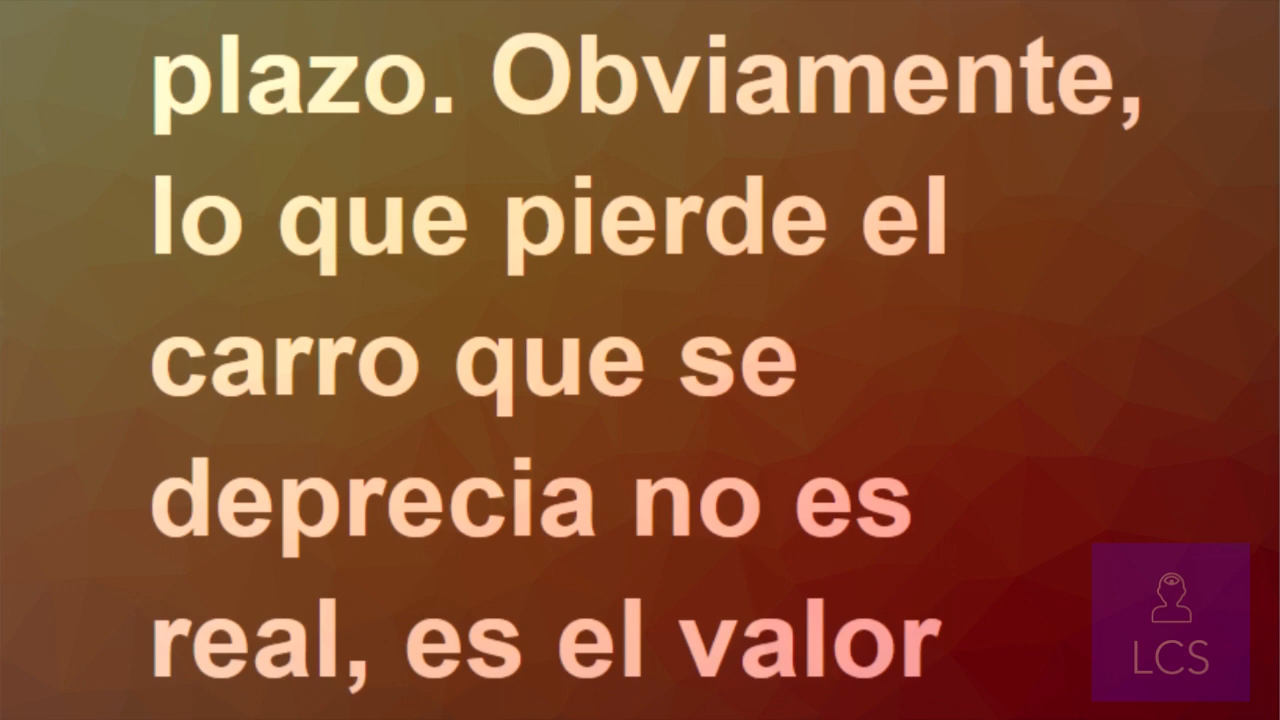 plazo. Obviamente,
lo que pierde el
carro que se
deprecia no es
real, es el valor
LCS